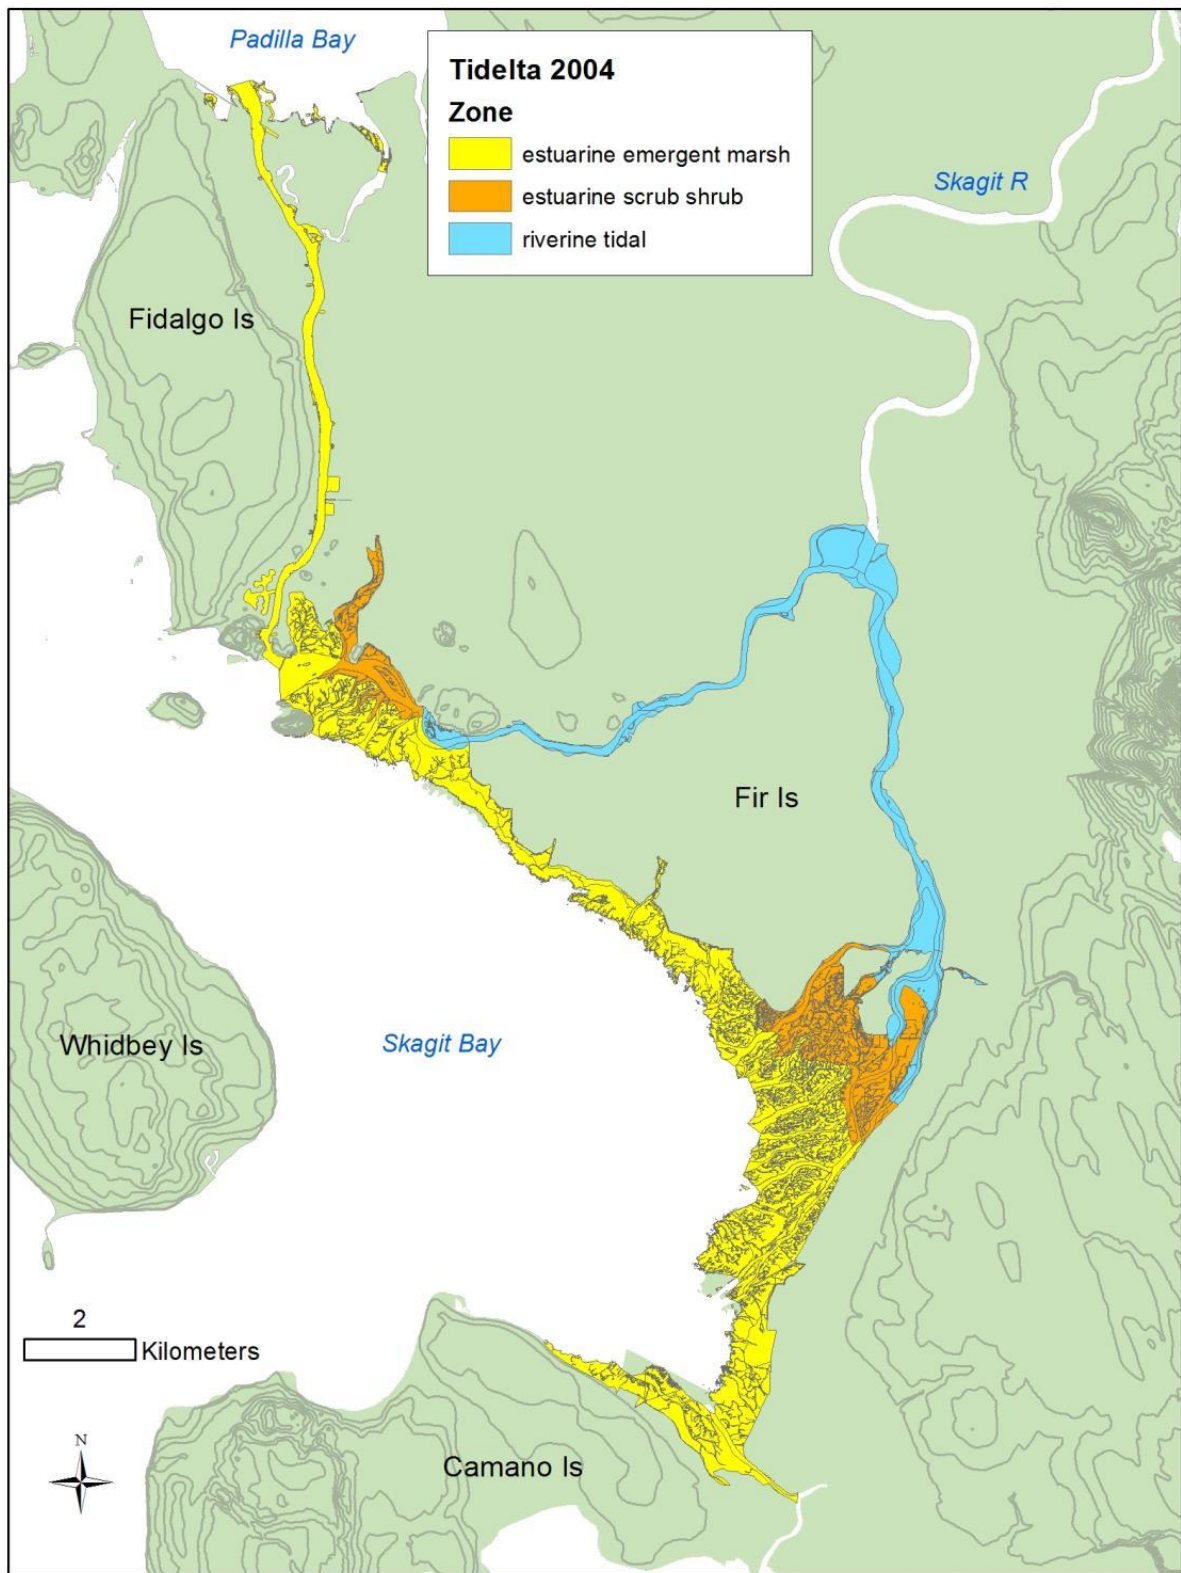 Padilla Bay
Tidelta 2004
Zone
estuarine emergent marsh
estuarine scrub shrub
riverine tidal
Skagit R
Fidalgo Is
Fir Is
Whidbey Is
Skagit Bay
2
Kilometers
N
Camano Is